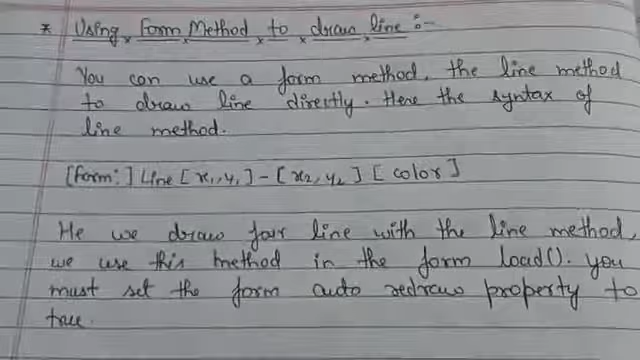 * Using Form Method to draw line :-
You can use a form method, the line method
to draw line directly. Here the syntax of
line method.
[form:] Line [x1, y1] - [x2, y2] [color]
He we draw four line with the line method,
we use this method in the form load(). you
must set the form auto redraw property to
true.